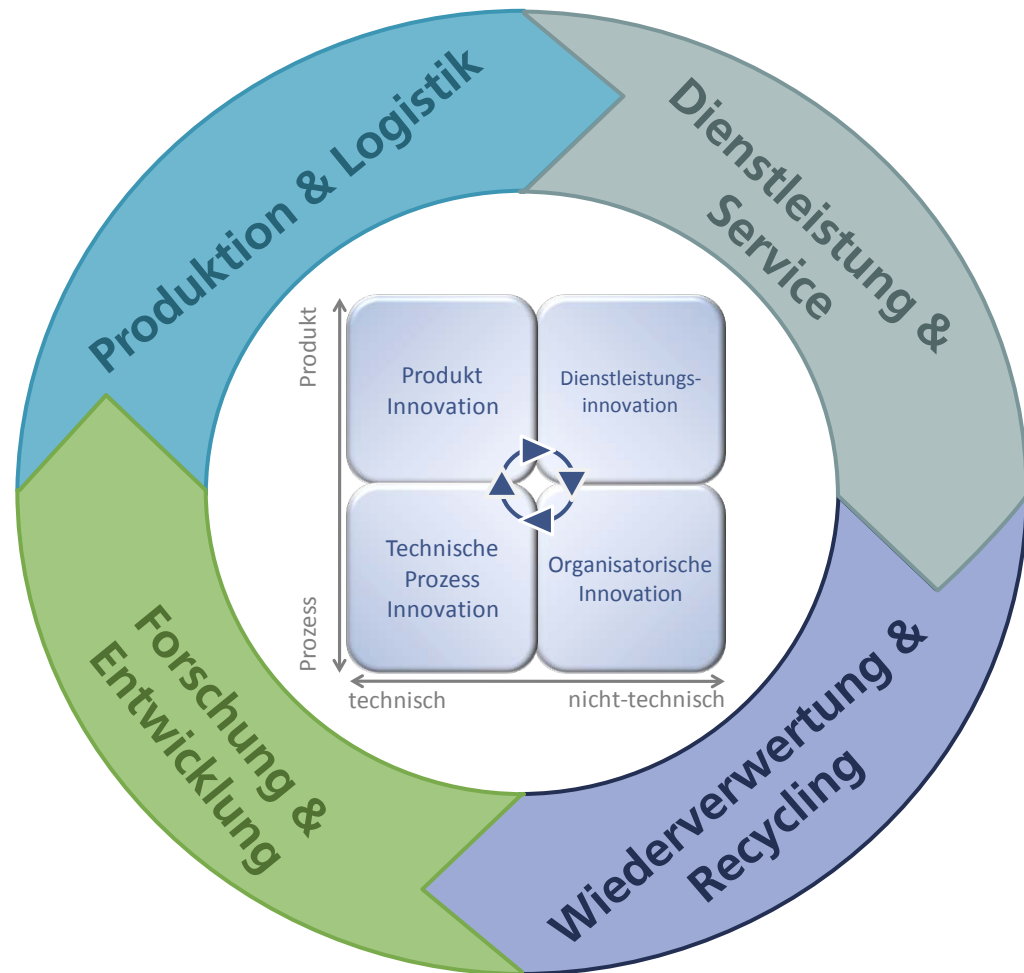 Produktion & Logistik
Dienstleistung &
Service
Produkt
Produkt
Innovation
Dienstleistungs-
innovation
Technische
Prozess
Innovation
Organisatorische
Innovation
Prozess
technisch
nicht-technisch
Forschung &
Entwicklung
Wiederverwertung &
Recycling